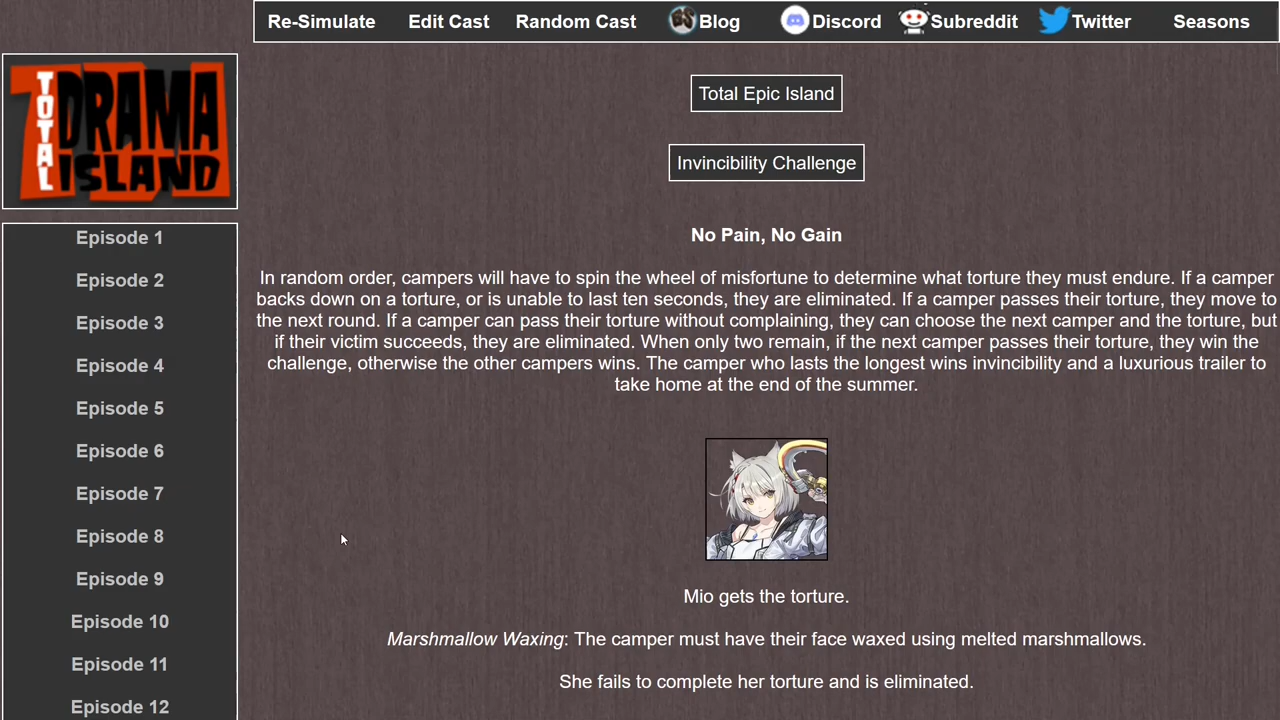 Re-Simulate Edit Cast Random Cast Blog Discord Subreddit Twitter Seasons
TOTAL DRAMA ISLAND
Episode 1
Episode 2
Episode 3
Episode 4
Episode 5
Episode 6
Episode 7
Episode 8
Episode 9
Episode 10
Episode 11
Episode 12
Total Epic Island
Invincibility Challenge
No Pain, No Gain
In random order, campers will have to spin the wheel of misfortune to determine what torture they must endure. If a camper
backs down on a torture, or is unable to last ten seconds, they are eliminated. If a camper passes their torture, they move to
the next round. If a camper can pass their torture without complaining, they can choose the next camper and the torture, but
if their victim succeeds, they are eliminated. When only two remain, if the next camper passes their torture, they win the
challenge, otherwise the other campers wins. The camper who lasts the longest wins invincibility and a luxurious trailer to
take home at the end of the summer.
Mio gets the torture.
Marshmallow Waxing: The camper must have their face waxed using melted marshmallows.
She fails to complete her torture and is eliminated.